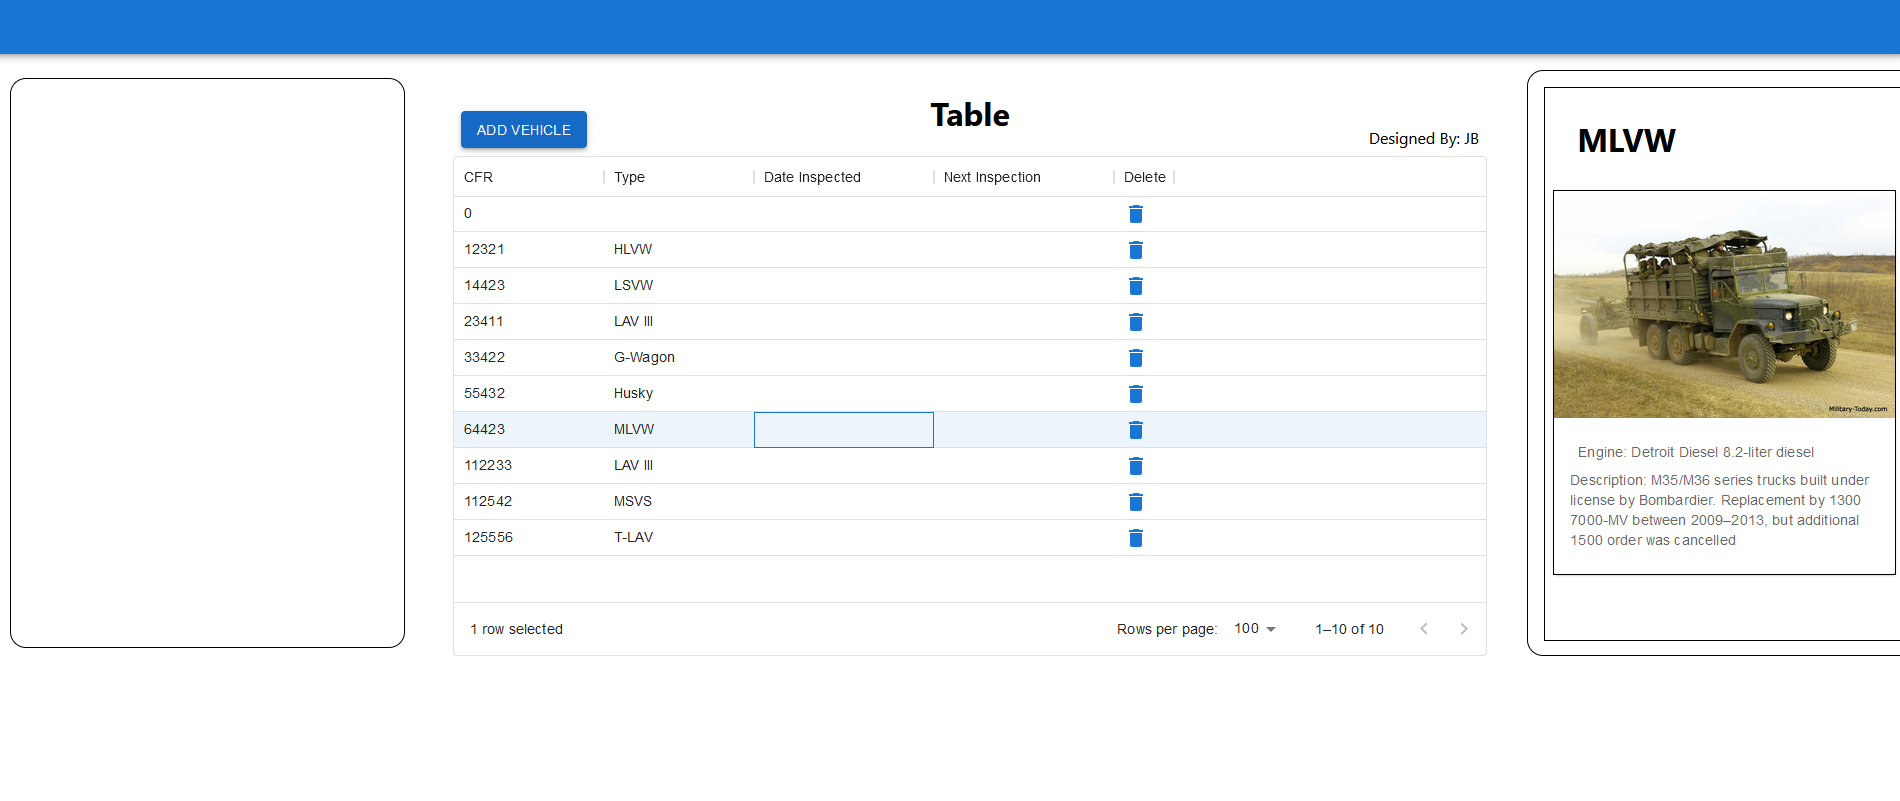 ADD VEHICLE
Table
Designed By: JB
CFR Type Date Inspected Next Inspection Delete
0
12321 HLVW
14423 LSVW
23411 LAV III
33422 G-Wagon
55432 Husky
64423 MLVW
112233 LAV III
112542 MSVS
125556 T-LAV
1 row selected Rows per page: 100 1–10 of 10
MLVW
Military-Today.com
Engine: Detroit Diesel 8.2-liter diesel
Description: M35/M36 series trucks built under
license by Bombardier. Replacement by 1300
7000-MV between 2009–2013, but additional
1500 order was cancelled